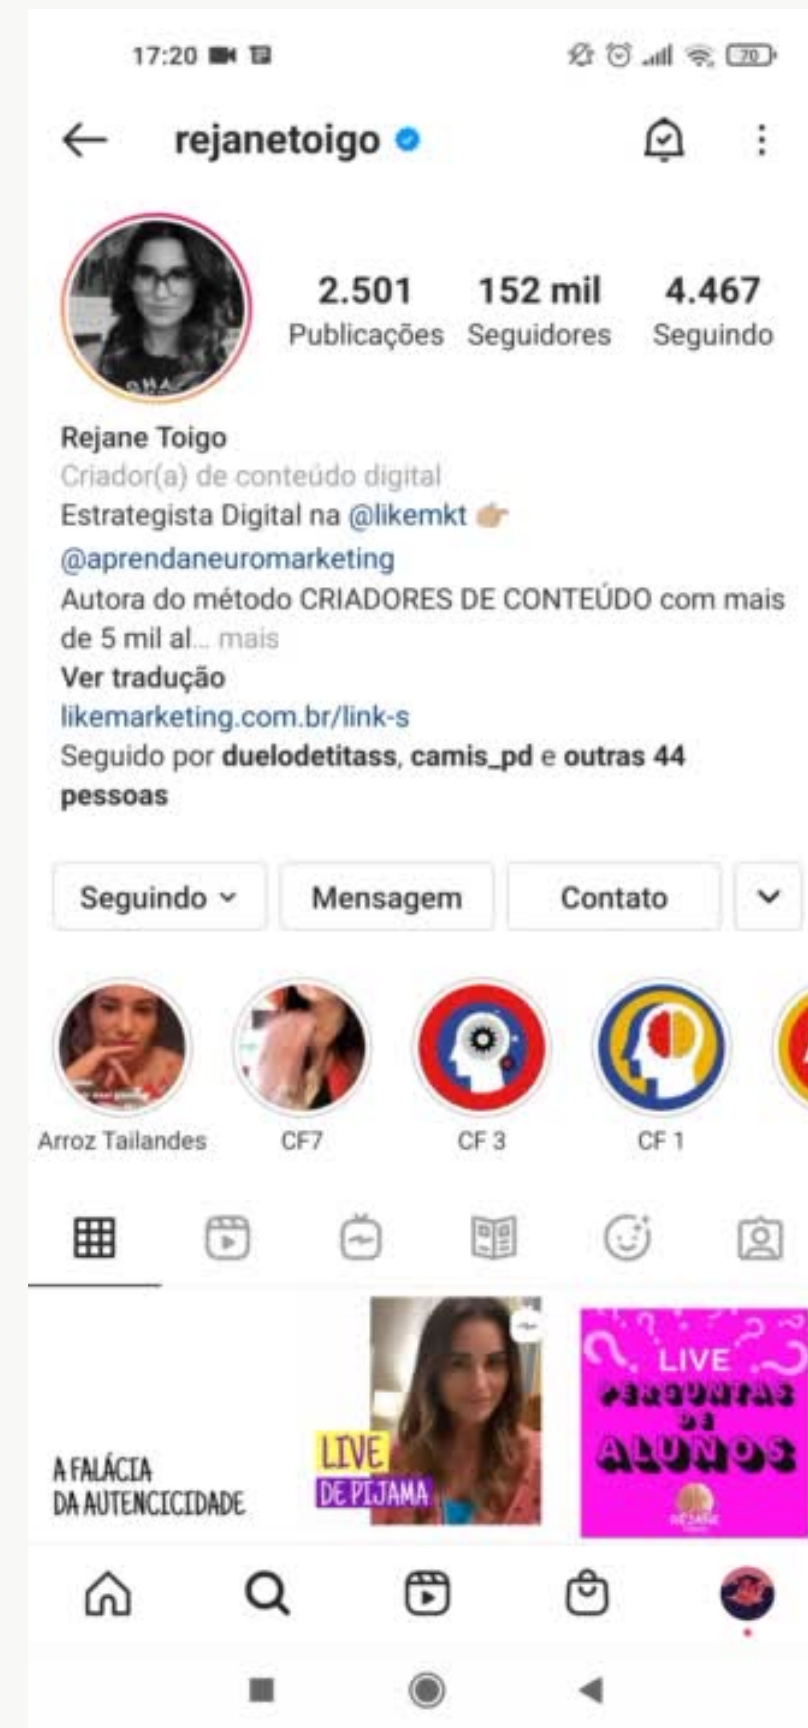 17:20
70
rejanetoigo
2.501 152 mil 4.467
Publicações Seguidores Seguindo
Rejane Toigo
Criador(a) de conteúdo digital
Estrategista Digital na @likemkt
@aprendaneuromarketing
Autora do método CRIADORES DE CONTEÚDO com mais
de 5 mil al... mais
Ver tradução
likemarketing.com.br/link-s
Seguido por duelodetitass, camis_pd e outras 44
pessoas
Seguindo Mensagem Contato
Arroz Tailandes CF7 CF 3 CF 1
A FALÁCIA
DA AUTENCICIDADE
LIVE
DE PIJAMA
LIVE
PERGUNTAS
DE
ALUNOS
REJANE